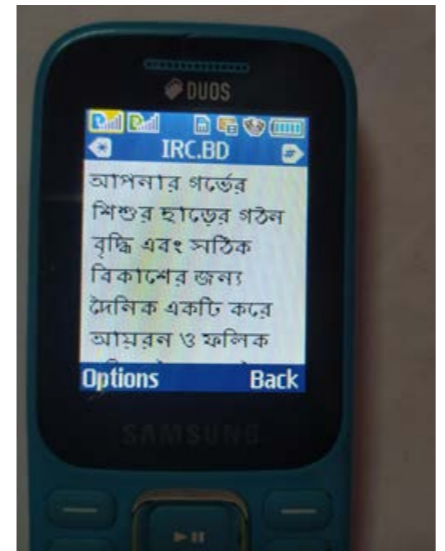 DUOS
IRC.BD
আপনার গর্ভের
শিশুর হাড়ের গঠন
বৃদ্ধি এবং সঠিক
বিকাশের জন্য
দৈনিক একটি করে
আয়রন ও ফলিক
Options Back
SAMSUNG